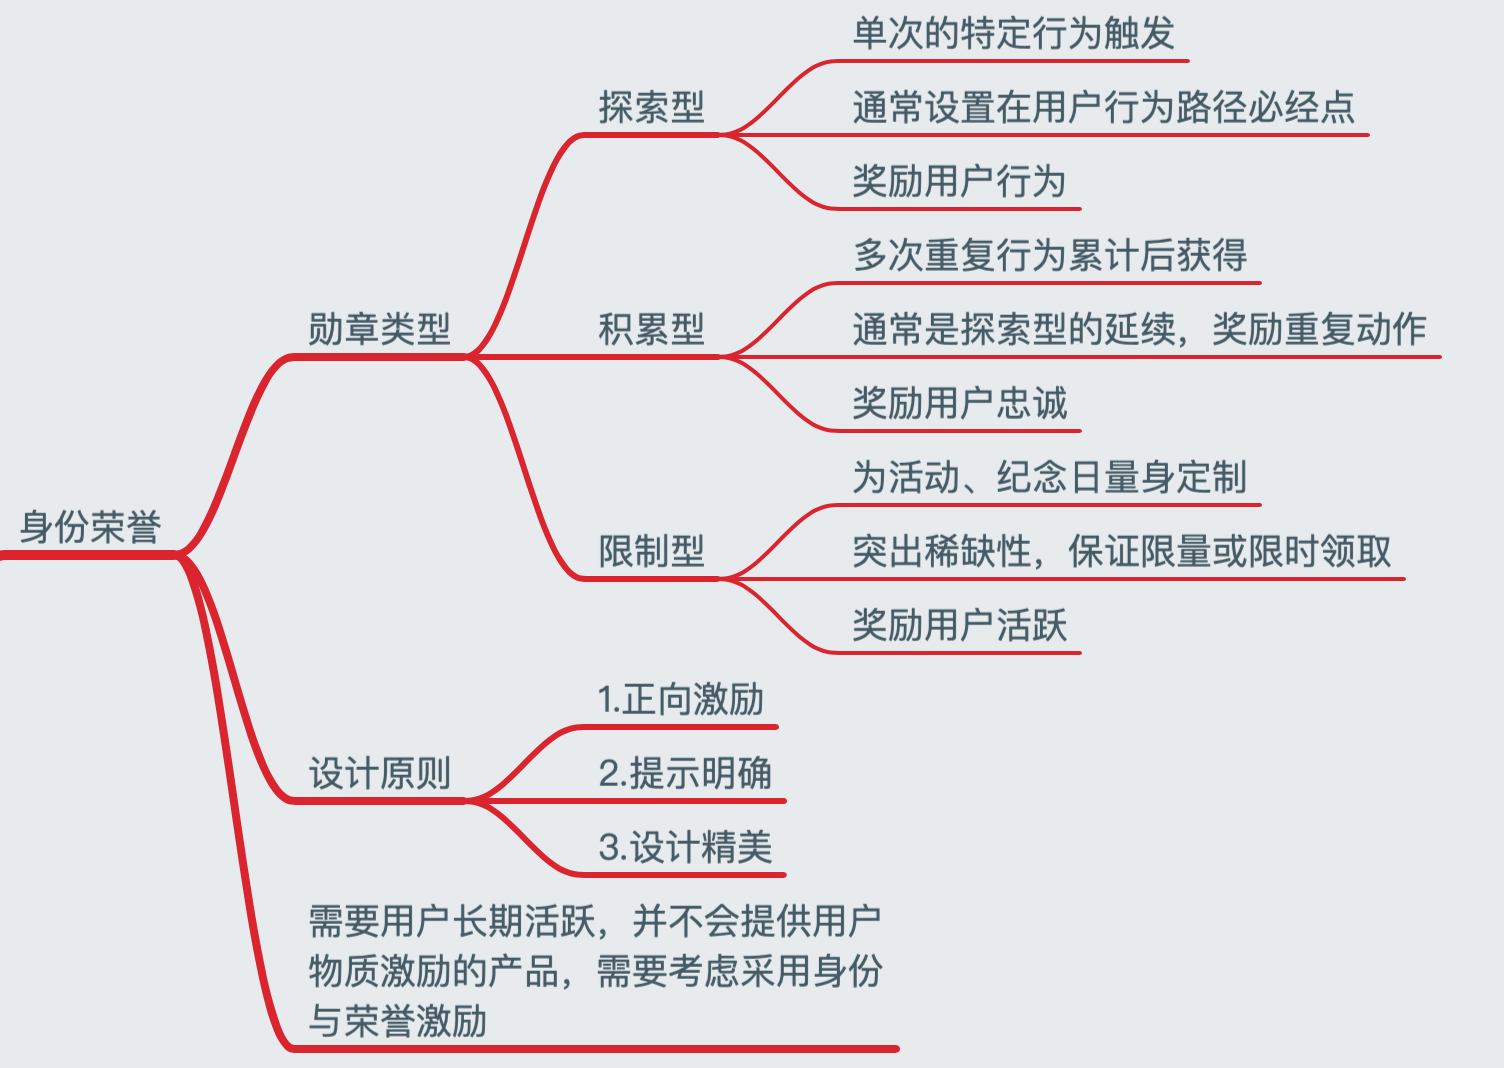 单次的特定行为触发
探索型
通常设置在用户行为路径必经点
奖励用户行为
多次重复行为累计后获得
勋章类型
积累型
通常是探索型的延续，奖励重复动作
奖励用户忠诚
为活动、纪念日量身定制
身份荣誉
限制型
突出稀缺性，保证限量或限时领取
奖励用户活跃
1.正向激励
设计原则
2.提示明确
3.设计精美
需要用户长期活跃，并不会提供用户
物质激励的产品，需要考虑采用身份
与荣誉激励